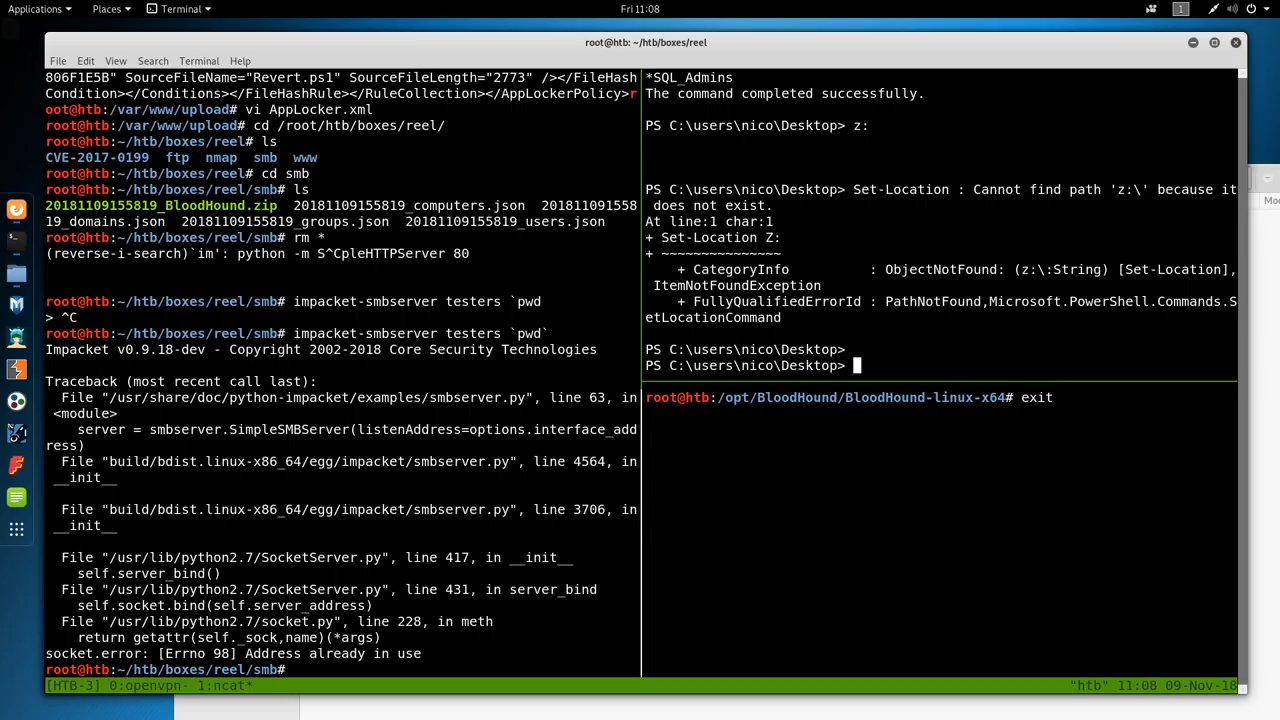 Applications Places Terminal Fri 11:08 1
root@htb: ~/htb/boxes/reel
File Edit View Search Terminal Help
806F1E5B" SourceFileName="Revert.ps1" SourceFileLength="2773" /></FileHash
Condition></Conditions></FileHashRule></RuleCollection></AppLockerPolicy>r
oot@htb:/var/www/upload# vi AppLocker.xml
root@htb:/var/www/upload# cd /root/htb/boxes/reel/
root@htb:~/htb/boxes/reel# ls
CVE-2017-0199 ftp nmap smb www
root@htb:~/htb/boxes/reel# cd smb
root@htb:~/htb/boxes/reel/smb# ls
20181109155819_BloodHound.zip 20181109155819_computers.json 201811091558
19_domains.json 20181109155819_groups.json 20181109155819_users.json
root@htb:~/htb/boxes/reel/smb# rm *
(reverse-i-search)`im': python -m S^CpleHTTPServer 80
root@htb:~/htb/boxes/reel/smb# impacket-smbserver testers `pwd
> ^C
root@htb:~/htb/boxes/reel/smb# impacket-smbserver testers `pwd`
Impacket v0.9.18-dev - Copyright 2002-2018 Core Security Technologies
Traceback (most recent call last):
File "/usr/share/doc/python-impacket/examples/smbserver.py", line 63, in
<module>
server = smbserver.SimpleSMBServer(listenAddress=options.interface_add
ress)
File "build/bdist.linux-x86_64/egg/impacket/smbserver.py", line 4564, in
__init__
File "build/bdist.linux-x86_64/egg/impacket/smbserver.py", line 3706, in
__init__
File "/usr/lib/python2.7/SocketServer.py", line 417, in __init__
self.server_bind()
File "/usr/lib/python2.7/SocketServer.py", line 431, in server_bind
self.socket.bind(self.server_address)
File "/usr/lib/python2.7/socket.py", line 228, in meth
return getattr(self._sock,name)(*args)
socket.error: [Errno 98] Address already in use
root@htb:~/htb/boxes/reel/smb#
*SQL_Admins
The command completed successfully.
PS C:\users\nico\Desktop> z:
PS C:\users\nico\Desktop> Set-Location : Cannot find path 'z:\' because it
does not exist.
At line:1 char:1
+ Set-Location Z:
+ ~~~~~~~~~~~~~~~
+ CategoryInfo : ObjectNotFound: (z:\:String) [Set-Location],
ItemNotFoundException
+ FullyQualifiedErrorId : PathNotFound,Microsoft.PowerShell.Commands.S
etLocationCommand
PS C:\users\nico\Desktop>
PS C:\users\nico\Desktop>
root@htb:/opt/BloodHound/BloodHound-linux-x64# exit
[HTB-3] 0:openvpn- 1:ncat* "htb" 11:08 09-Nov-18